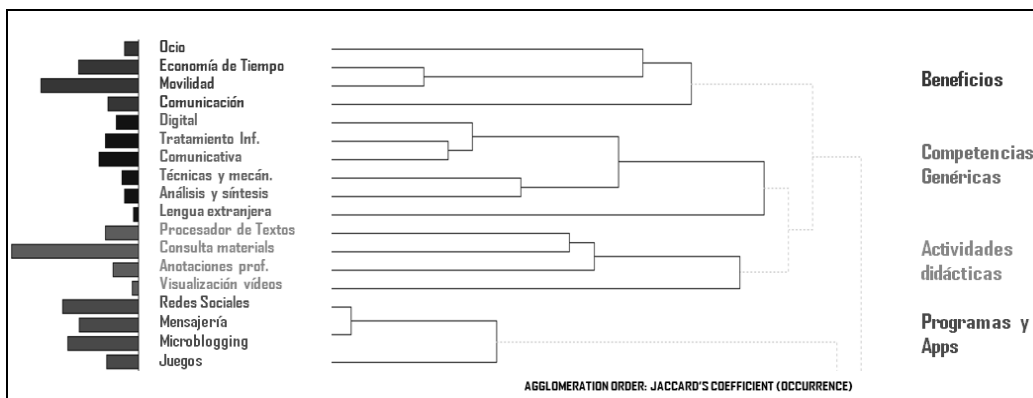 Ocio
Economía de Tiempo
Movilidad
Comunicación
Digital
Tratamiento Inf.
Comunicativa
Técnicas y mecán.
Análisis y síntesis
Lengua extranjera
Procesador de Textos
Consulta materials
Anotaciones prof.
Visualización vídeos
Redes Sociales
Mensajería
Microblogging
Juegos
Beneficios
Competencias
Genéricas
Actividades
didácticas
Programas y
Apps
AGGLOMERATION ORDER: JACCARD'S COEFFICIENT (OCCURRENCE)